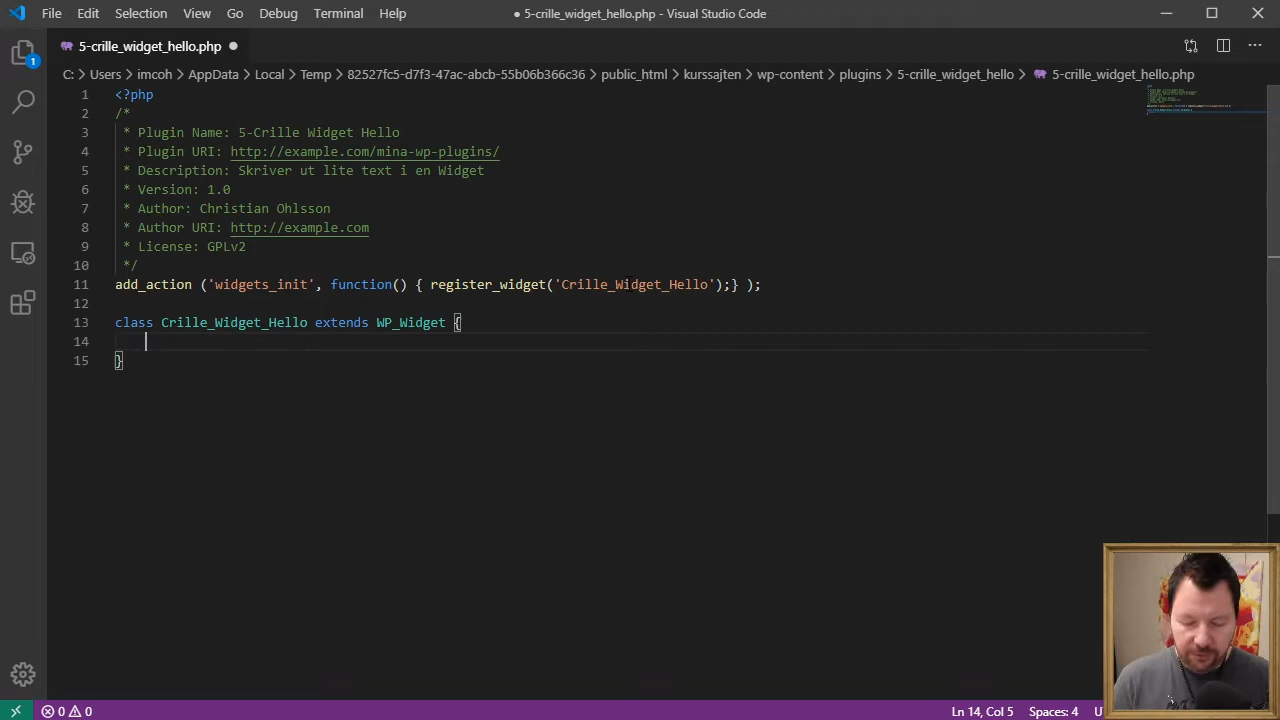 File Edit Selection View Go Debug Terminal Help
● 5-crille_widget_hello.php - Visual Studio Code
5-crille_widget_hello.php
C: > Users > imcoh > AppData > Local > Temp > 82527fc5-d7f3-47ac-abcb-55b06b366c36 > public_html > kurssajten > wp-content > plugins > 5-crille_widget_hello > 5-crille_widget_hello.php
1 <?php
2 /*
3  * Plugin Name: 5-Crille Widget Hello
4  * Plugin URI: http://example.com/mina-wp-plugins/
5  * Description: Skriver ut lite text i en Widget
6  * Version: 1.0
7  * Author: Christian Ohlsson
8  * Author URI: http://example.com
9  * License: GPLv2
10  */
11 add_action ('widgets_init', function() { register_widget('Crille_Widget_Hello');} );
12
13 class Crille_Widget_Hello extends WP_Widget {
14
15 }
1
0 0
Ln 14, Col 5 Spaces: 4 U